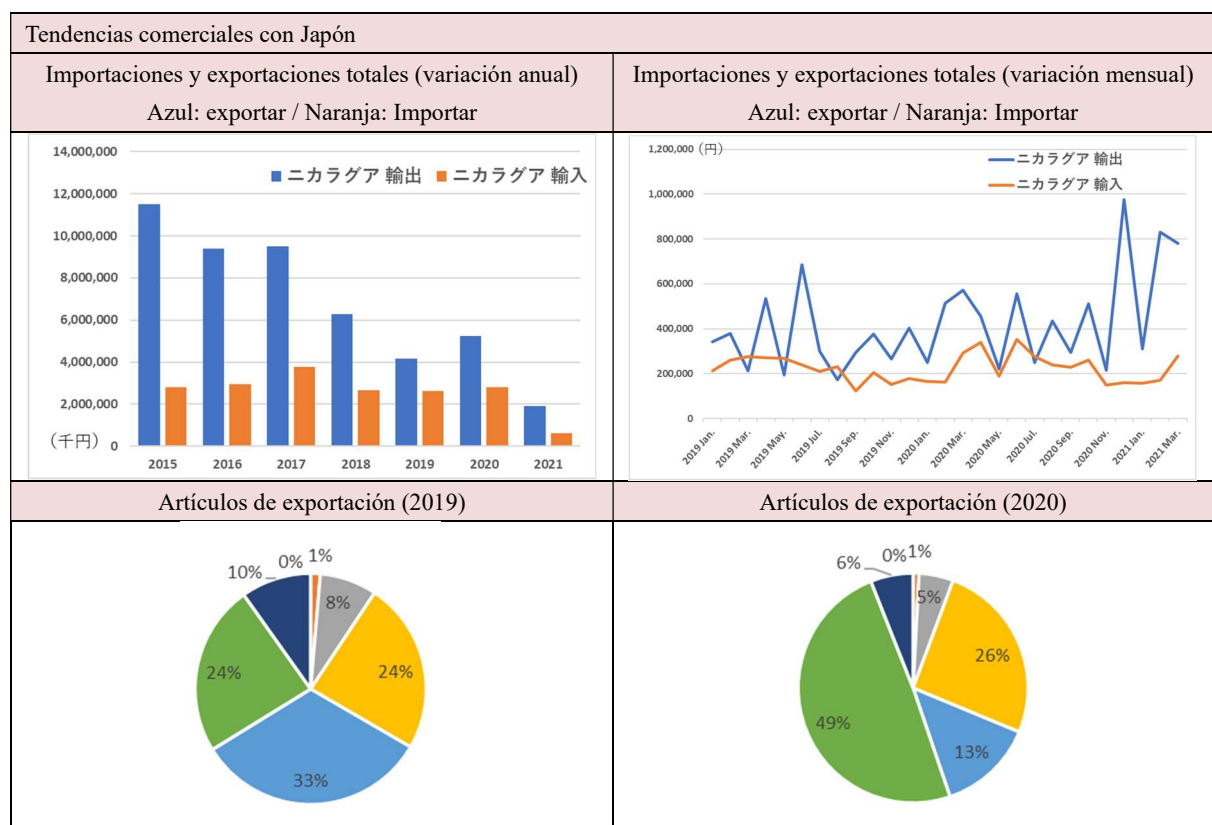 Tendencias comerciales con Japón
Importaciones y exportaciones totales (variación anual)
Azul: exportar / Naranja: Importar
Importaciones y exportaciones totales (variación mensual)
Azul: exportar / Naranja: Importar
14,000,000
12,000,000
10,000,000
8,000,000
6,000,000
4,000,000
2,000,000
（千円） 0
ニカラグア 輸出 ニカラグア 輸入
2015 2016 2017 2018 2019 2020 2021
1,200,000 （円）
1,000,000
800,000
600,000
400,000
200,000
0
ニカラグア 輸出
ニカラグア 輸入
2019 Jan. 2019 Mar. 2019 May. 2019 Jul. 2019 Sep. 2019 Nov. 2020 Jan. 2020 Mar. 2020 May. 2020 Jul. 2020 Sep. 2020 Nov. 2021 Jan. 2021 Mar.
Artículos de exportación (2019)
Artículos de exportación (2020)
10% 0% 1%
8%
24%
24%
33%
6% 0% 1%
5%
26%
49%
13%